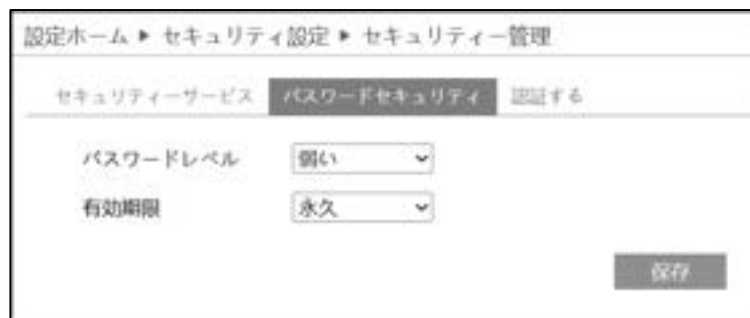 設定ホーム ▶ セキュリティ設定 ▶ セキュリティー管理
セキュリティーサービス パスワードセキュリティ 認証する
パスワードレベル 弱い
有効期限 永久
保存